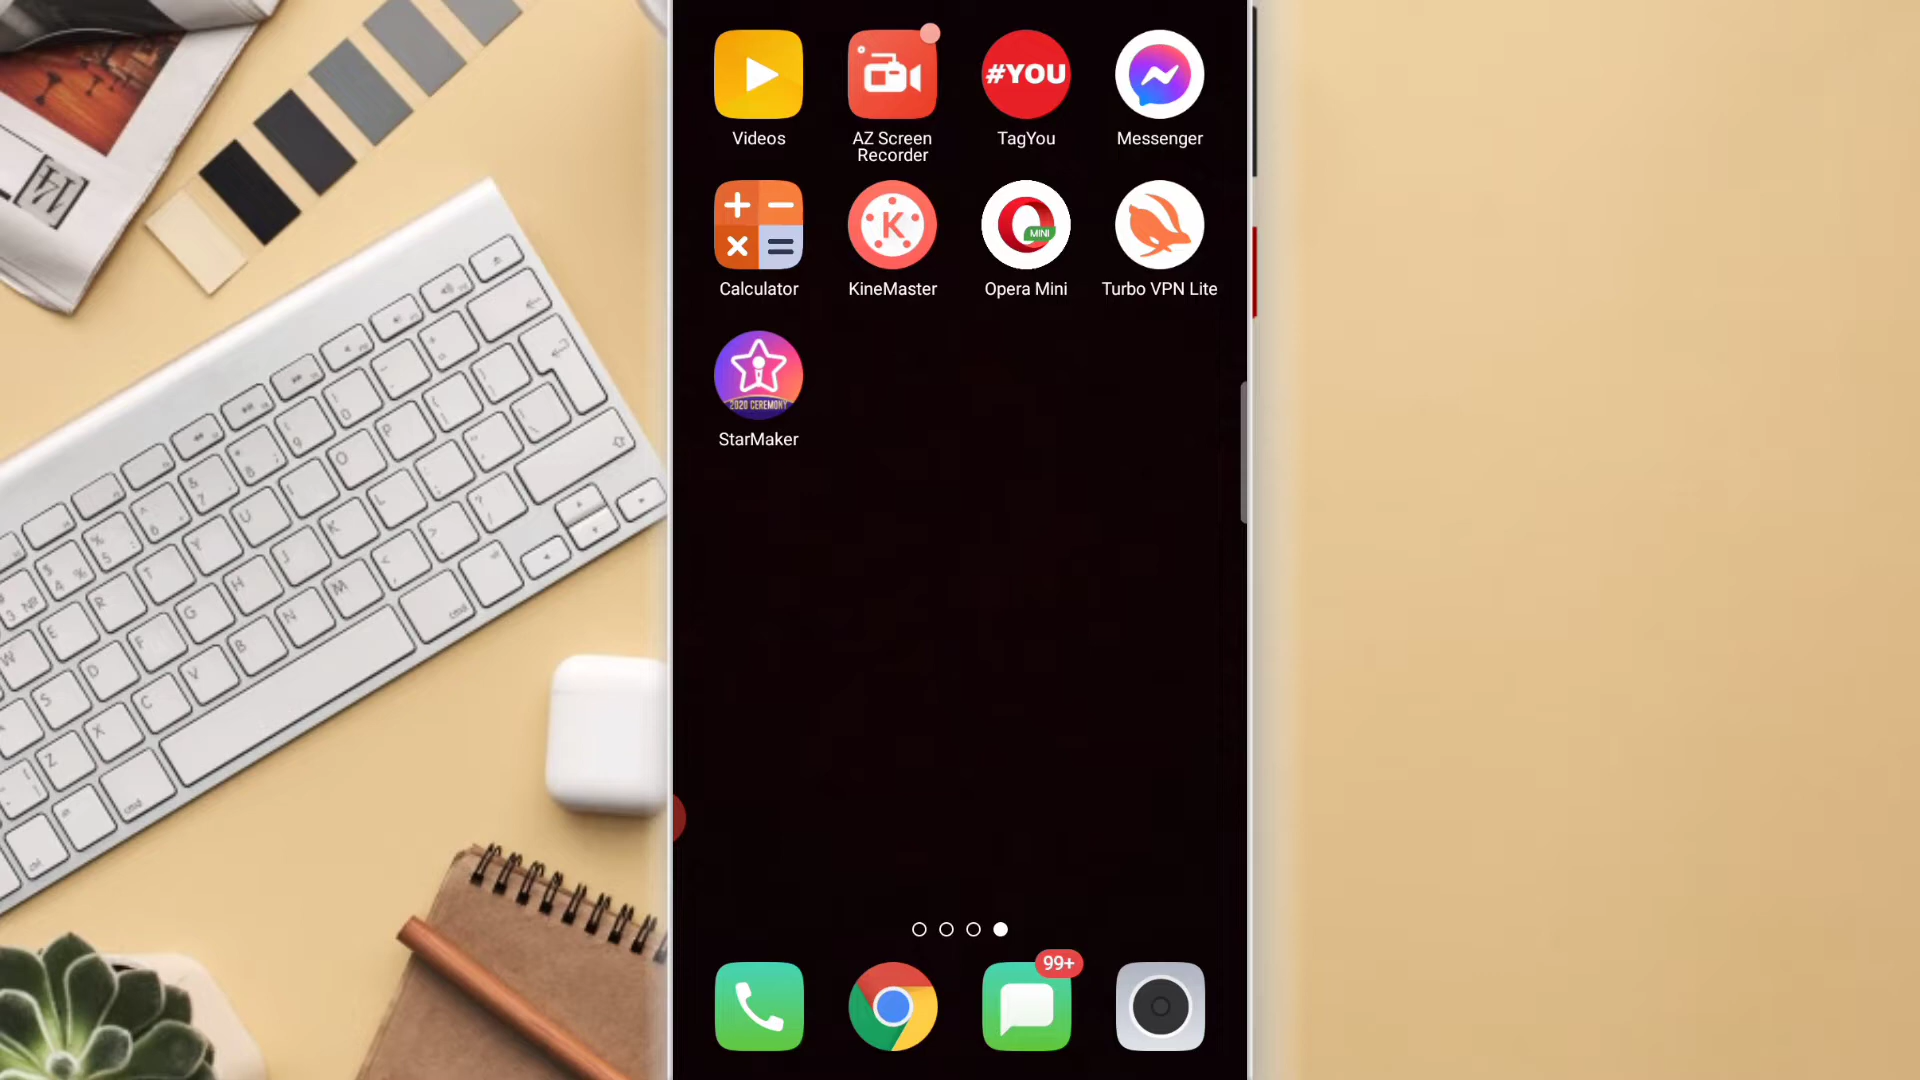 #YOU
Videos
AZ Screen
Recorder
TagYou
Messenger
K
MINI
Calculator
KineMaster
Opera Mini
Turbo VPN Lite
2020 CEREMONY
StarMaker
99+